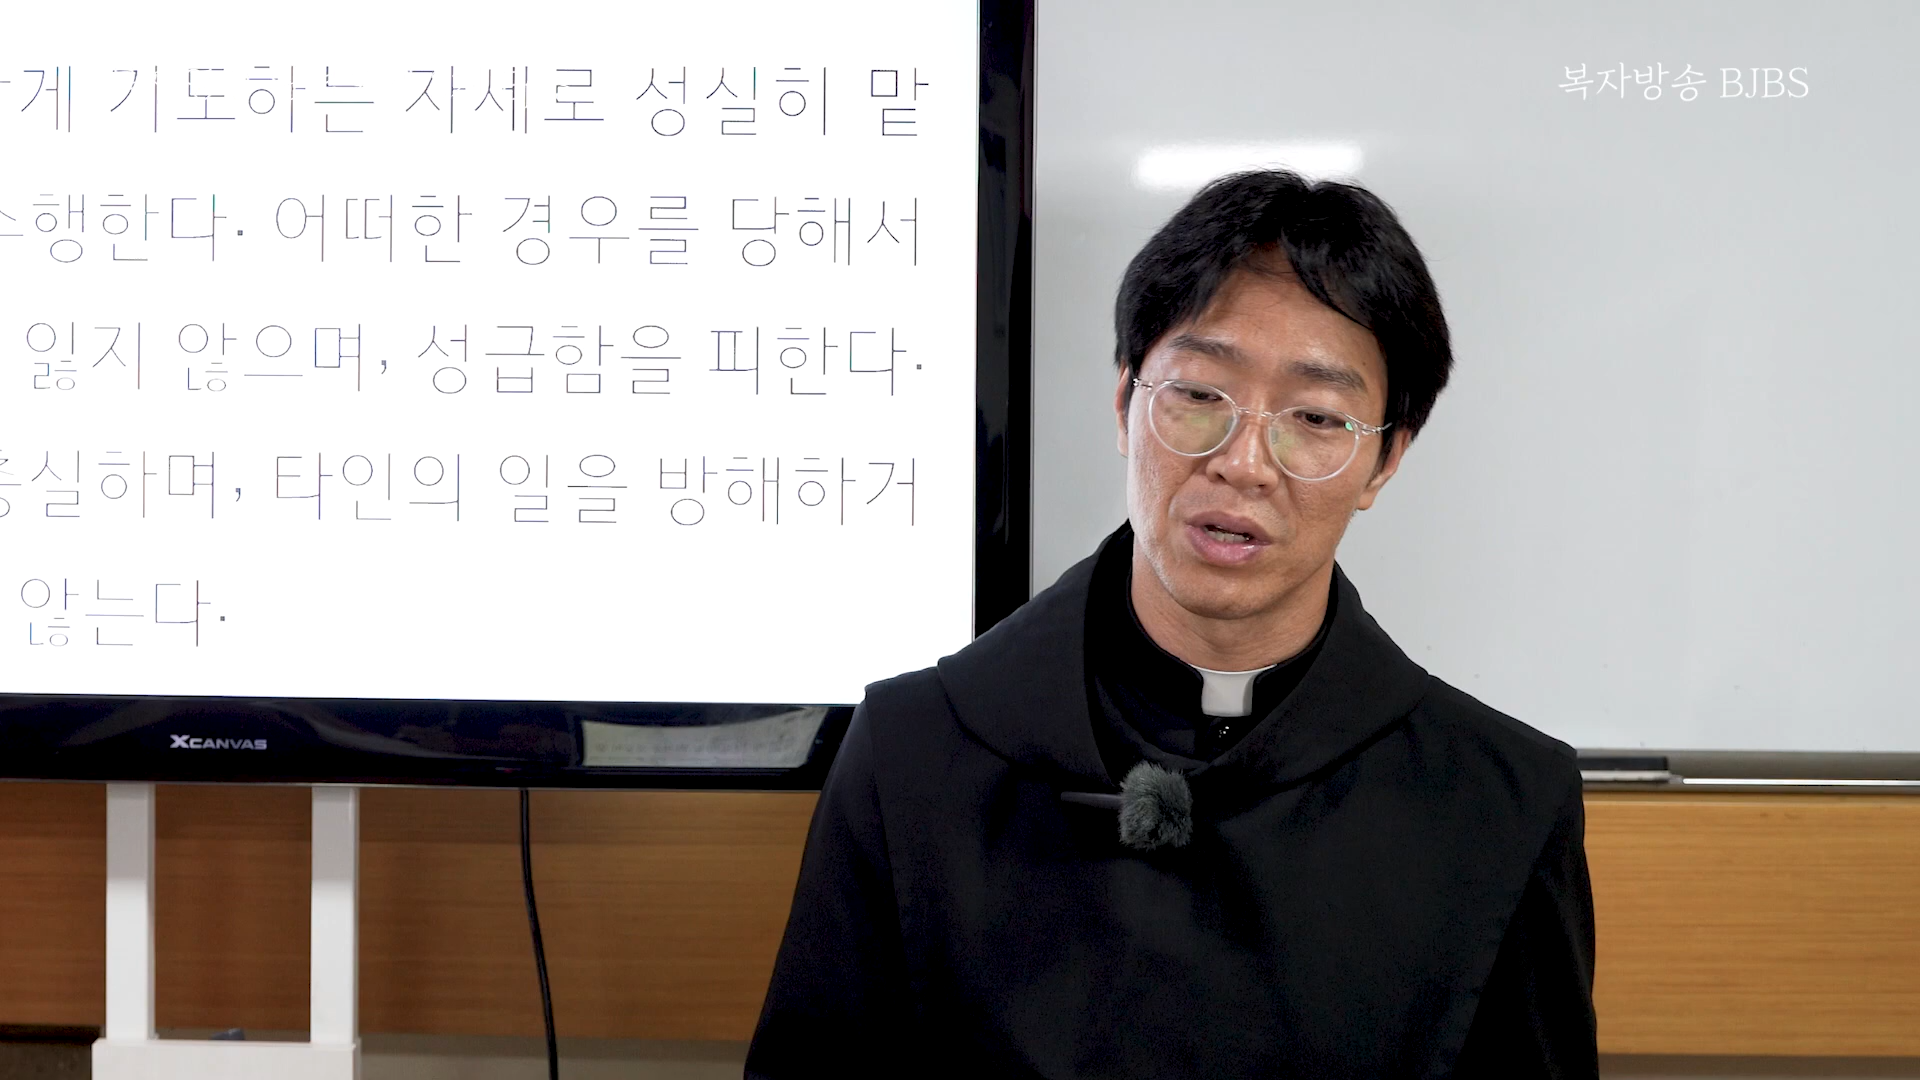 게 기도하는 자세로 성실히 맡
행한다. 어떠한 경우를 당해서
잃지 않으며, 성급함을 피한다.
충실하며, 타인의 일을 방해하거
않는다.
XCANVAS
복자방송 BJBS